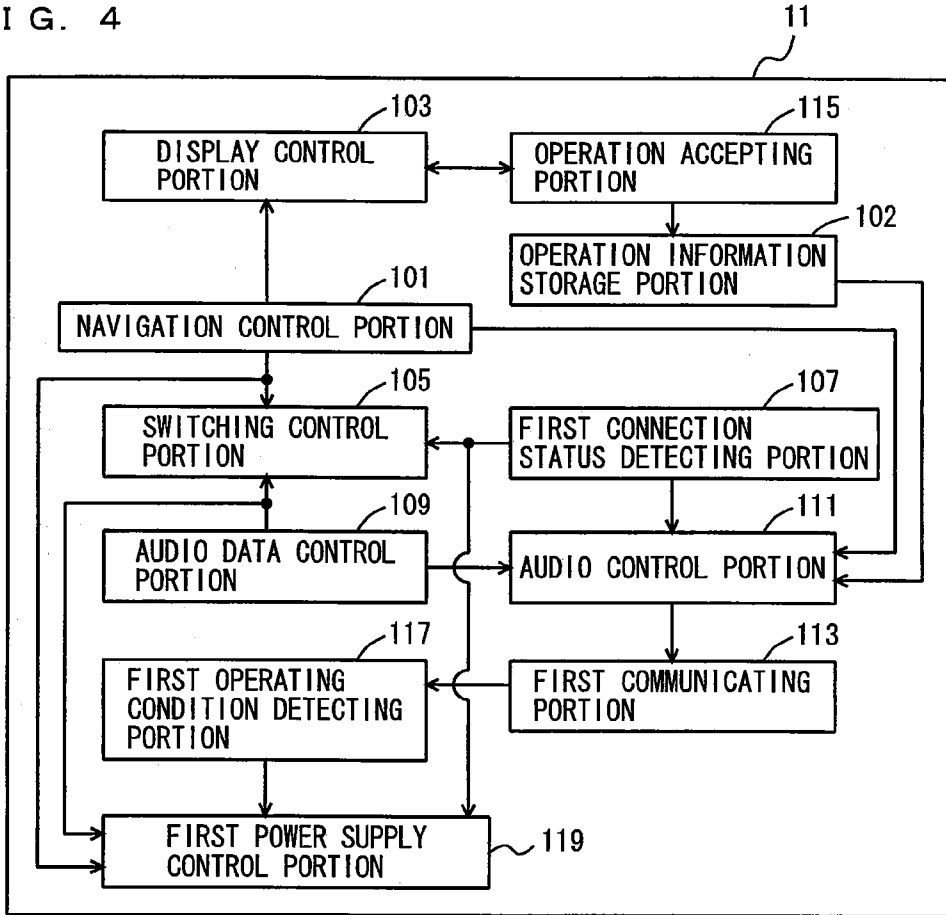 I G. 4
11
103
DISPLAY CONTROL
PORTION
115
OPERATION ACCEPTING
PORTION
102
OPERATION INFORMATION
STORAGE PORTION
101
NAVIGATION CONTROL PORTION
105
SWITCHING CONTROL
PORTION
107
FIRST CONNECTION
STATUS DETECTING PORTION
109
AUDIO DATA CONTROL
PORTION
111
AUDIO CONTROL PORTION
117
FIRST OPERATING
CONDITION DETECTING
PORTION
113
FIRST COMMUNICATING
PORTION
FIRST POWER SUPPLY
CONTROL PORTION
119